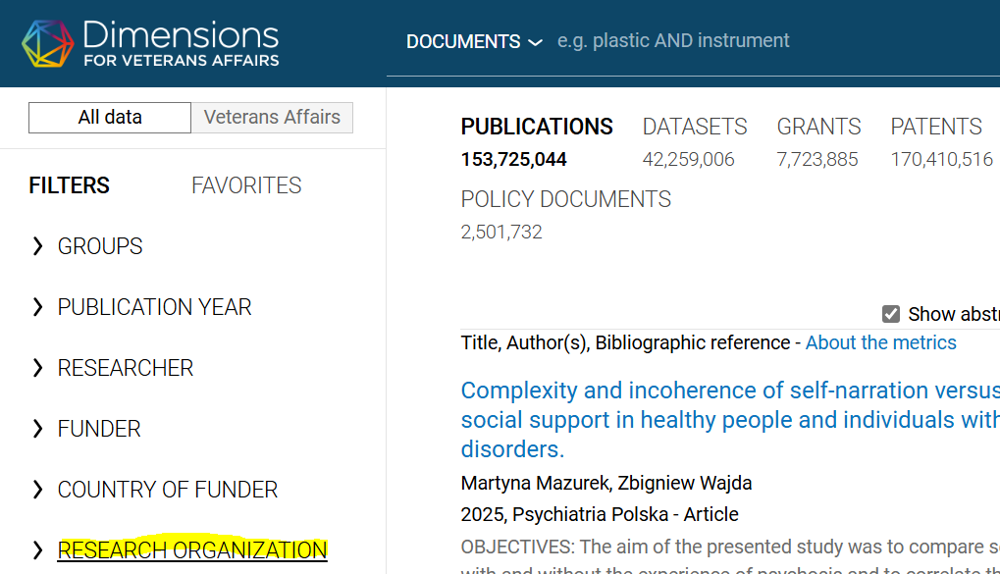 Dimensions
FOR VETERANS AFFAIRS
DOCUMENTS
e.g. plastic AND instrument
All data
Veterans Affairs
FILTERS
FAVORITES
GROUPS
PUBLICATION YEAR
RESEARCHER
FUNDER
COUNTRY OF FUNDER
RESEARCH ORGANIZATION
PUBLICATIONS
153,725,044
DATASETS
42,259,006
GRANTS
7,723,885
PATENTS
170,410,516
POLICY DOCUMENTS
2,501,732
Show abstr
Title, Author(s), Bibliographic reference - About the metrics
Complexity and incoherence of self-narration versus
social support in healthy people and individuals with
disorders.
Martyna Mazurek, Zbigniew Wajda
2025, Psychiatria Polska - Article
OBJECTIVES: The aim of the presented study was to compare s
with and without the experience of psychosis and to correlate th